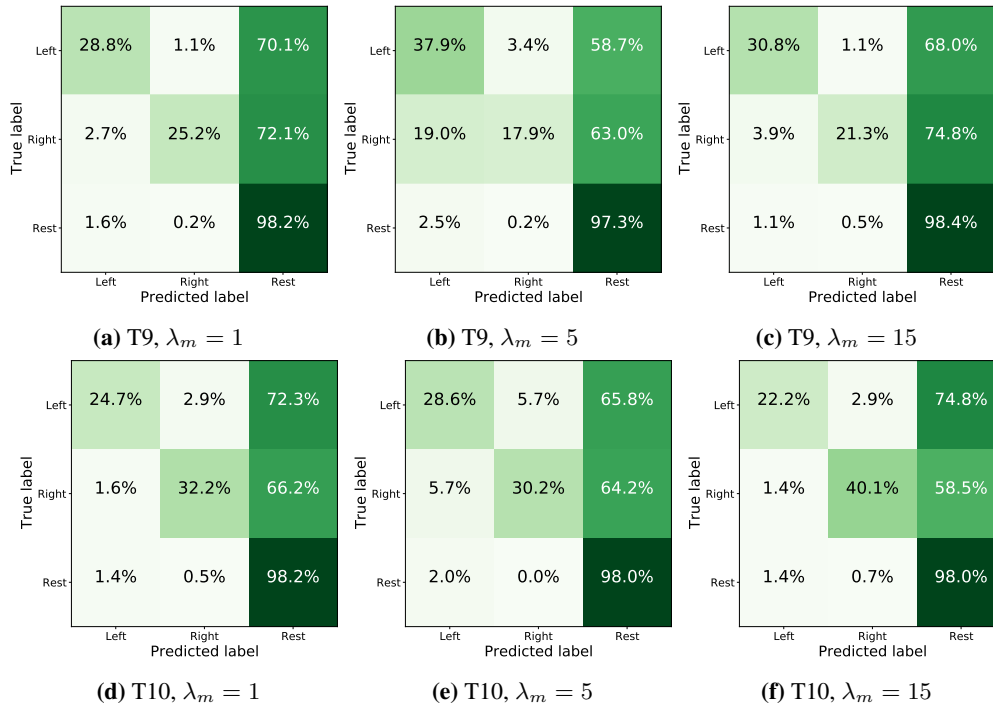 True label
Left 28.8% 1.1% 70.1%
Right 2.7% 25.2% 72.1%
Rest 1.6% 0.2% 98.2%
Left Right Rest
Predicted label
(a) T9, λₘ = 1
True label
Left 37.9% 3.4% 58.7%
Right 19.0% 17.9% 63.0%
Rest 2.5% 0.2% 97.3%
Left Right Rest
Predicted label
(b) T9, λₘ = 5
True label
Left 30.8% 1.1% 68.0%
Right 3.9% 21.3% 74.8%
Rest 1.1% 0.5% 98.4%
Left Right Rest
Predicted label
(c) T9, λₘ = 15
True label
Left 24.7% 2.9% 72.3%
Right 1.6% 32.2% 66.2%
Rest 1.4% 0.5% 98.2%
Left Right Rest
Predicted label
(d) T10, λₘ = 1
True label
Left 28.6% 5.7% 65.8%
Right 5.7% 30.2% 64.2%
Rest 2.0% 0.0% 98.0%
Left Right Rest
Predicted label
(e) T10, λₘ = 5
True label
Left 22.2% 2.9% 74.8%
Right 1.4% 40.1% 58.5%
Rest 1.4% 0.7% 98.0%
Left Right Rest
Predicted label
(f) T10, λₘ = 15